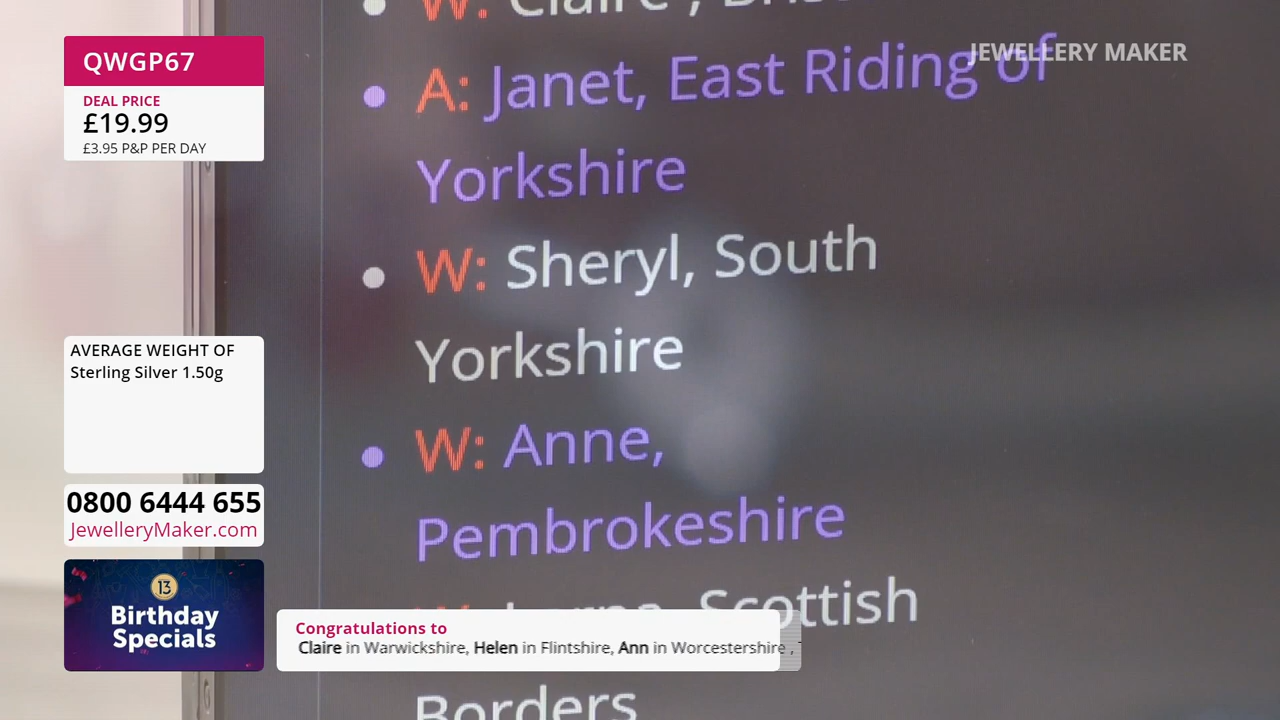 QWGP67
DEAL PRICE
£19.99
£3.95 P&P PER DAY
JEWELLERY MAKER
W: Claire ,
A: Janet, East Riding of
Yorkshire
W: Sheryl, South
Yorkshire
W: Anne,
Pembrokeshire
Scottish
Borders
AVERAGE WEIGHT OF
Sterling Silver 1.50g
0800 6444 655
JewelleryMaker.com
13
Birthday
Specials
Congratulations to
Claire in Warwickshire, Helen in Flintshire, Ann in Worcestershire ,